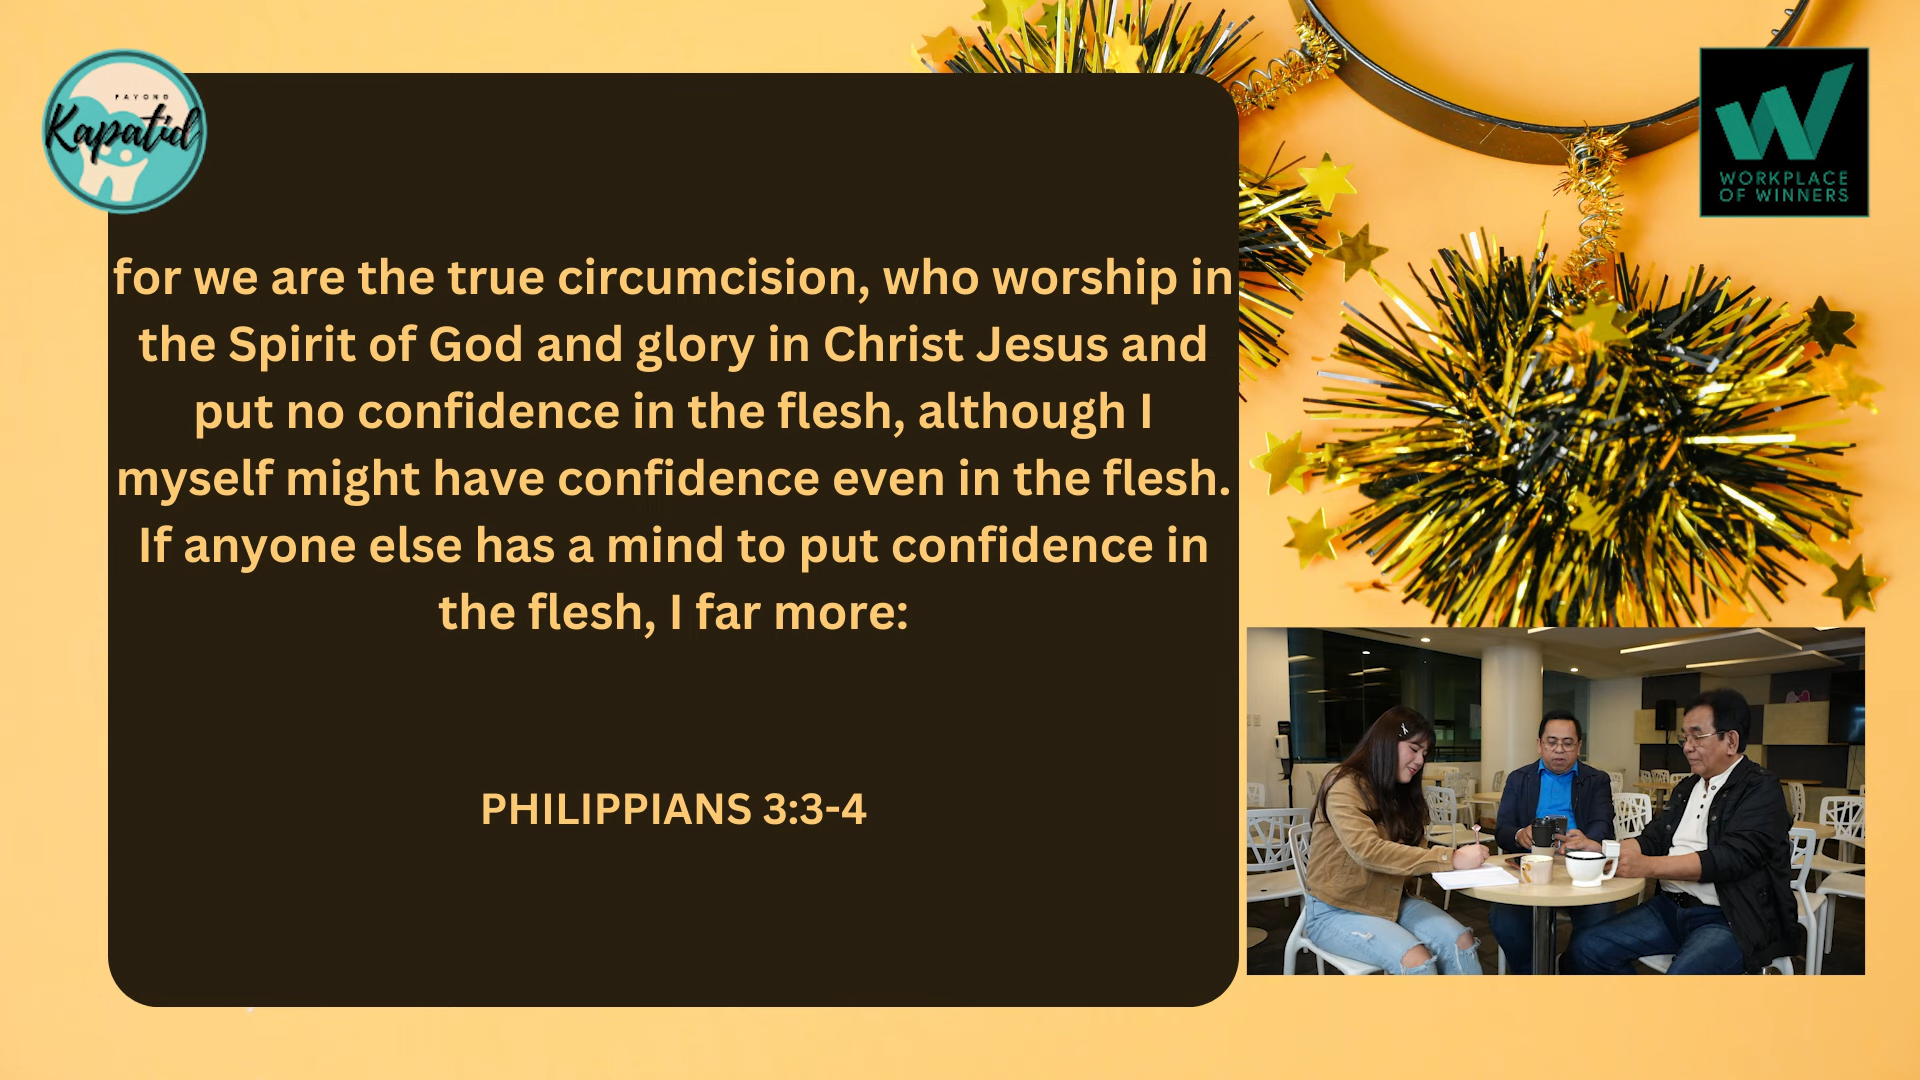 PAYONG
Kapatid
WORKPLACE
OF WINNERS
for we are the true circumcision, who worship in
the Spirit of God and glory in Christ Jesus and
put no confidence in the flesh, although I
myself might have confidence even in the flesh.
If anyone else has a mind to put confidence in
the flesh, I far more:
PHILIPPIANS 3:3-4